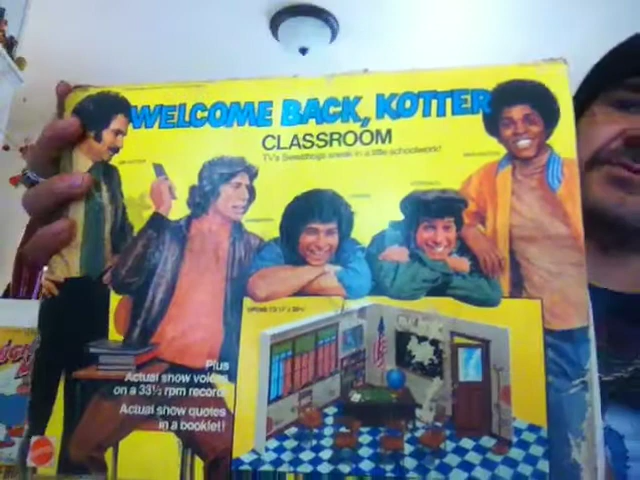 WELCOME BACK, KOTTER
CLASSROOM
TV's Sweathogs sneak in a little schoolwork!
Plus
Actual show voices
on a 33⅓ rpm record!
Actual show quotes
in a booklet!